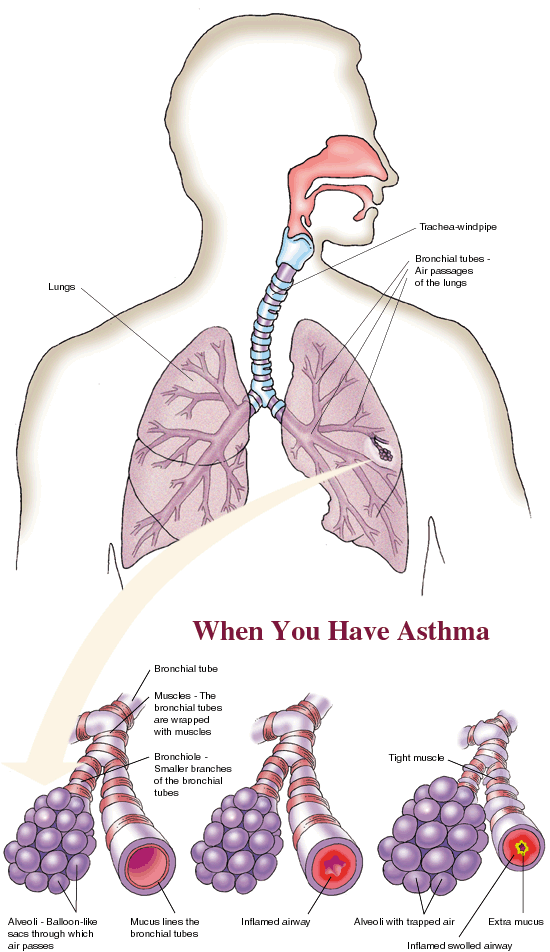 Trachea-windpipe
Bronchial tubes -
Air passages
of the lungs
Lungs
When You Have Asthma
Bronchial tube
Muscles - The
bronchial tubes
are wrapped
with muscles
Bronchiole -
Smaller branches
of the bronchial
tubes
Tight muscle
Alveoli - Balloon-like
sacs through which
air passes
Mucus lines the
bronchial tubes
Inflamed airway
Alveoli with trapped air
Extra mucus
Inflamed swolled airway